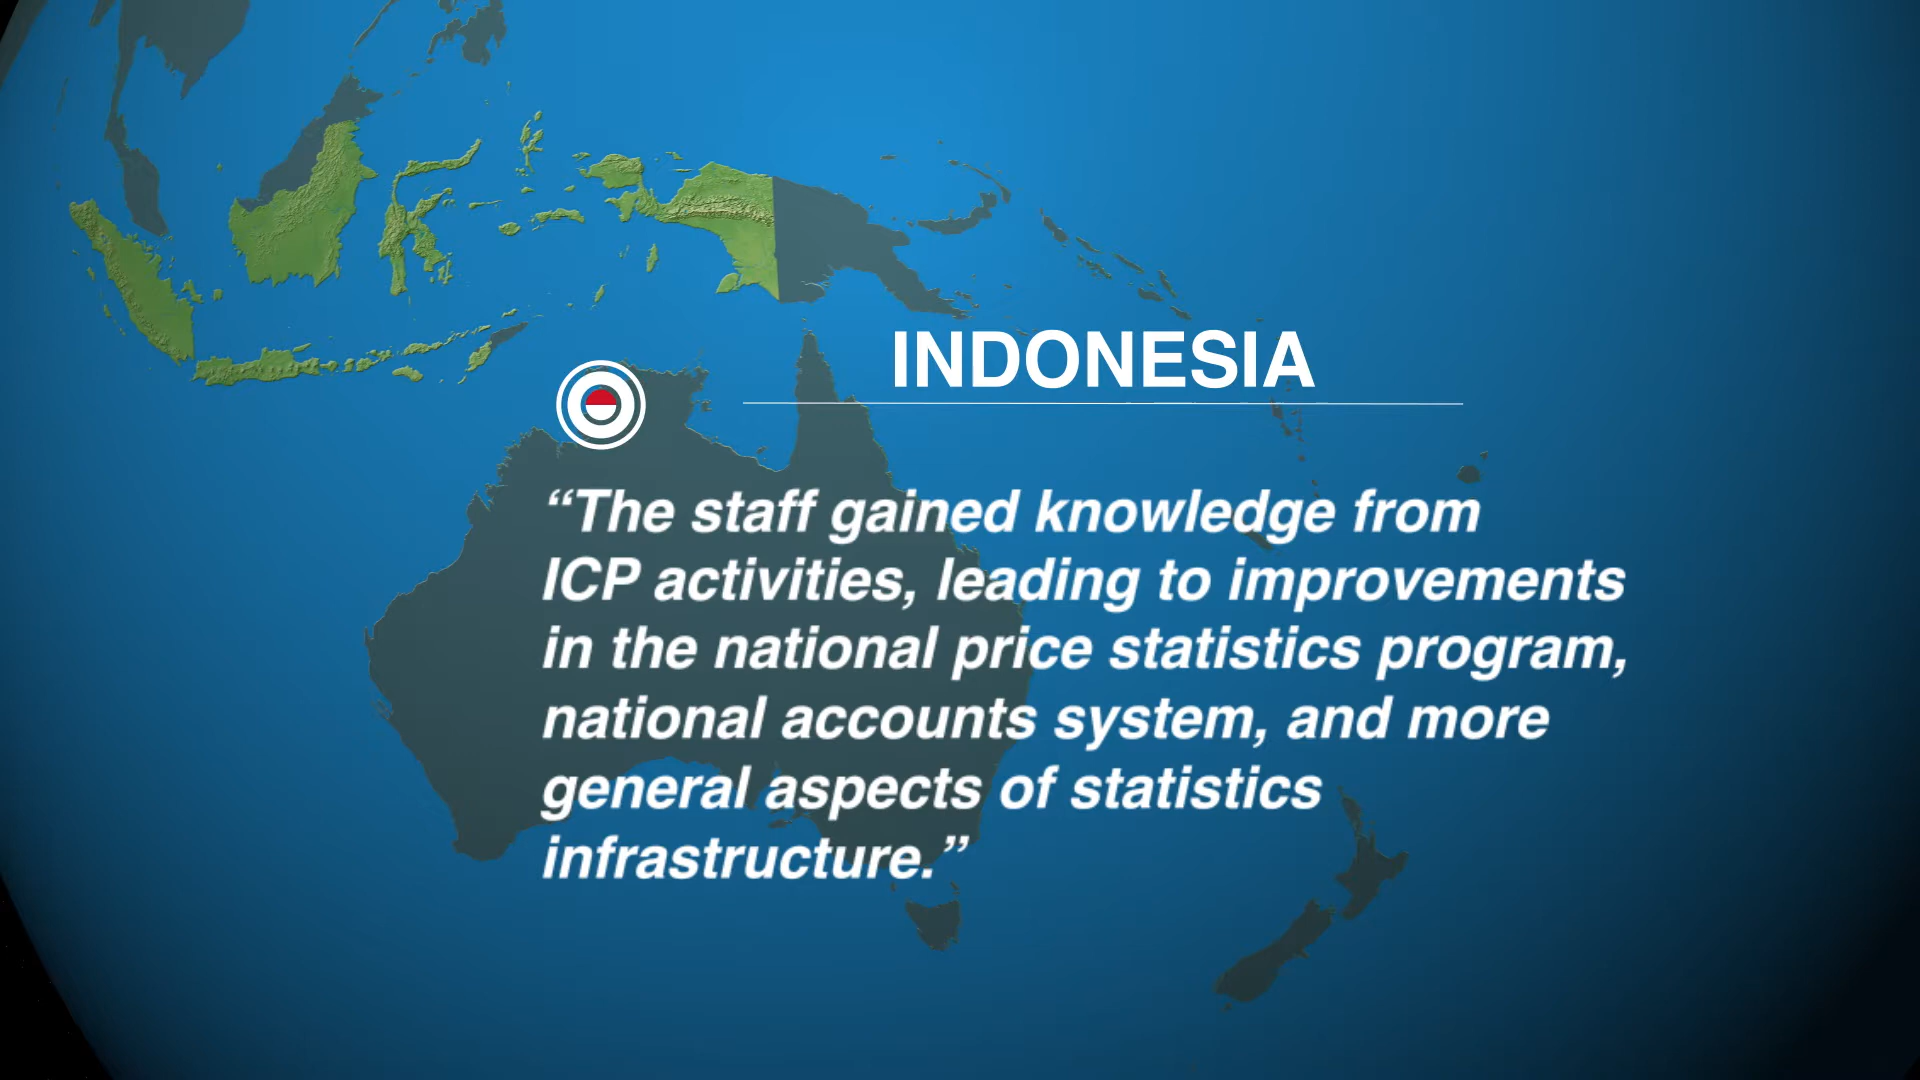 INDONESIA
“The staff gained knowledge from
ICP activities, leading to improvements
in the national price statistics program,
national accounts system, and more
general aspects of statistics
infrastructure.”